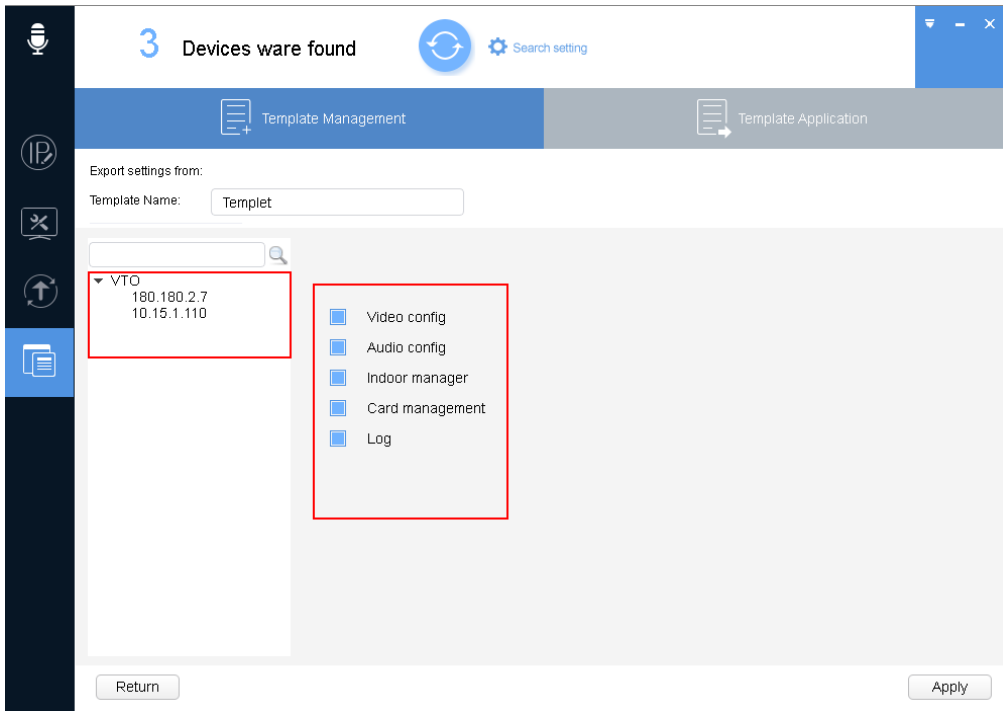 3 Devices ware found Search setting
Template Management Template Application
IP
Export settings from:
Template Name: Templet
VTO
180.180.2.7
10.15.1.110
Video config
Audio config
Indoor manager
Card management
Log
Return Apply